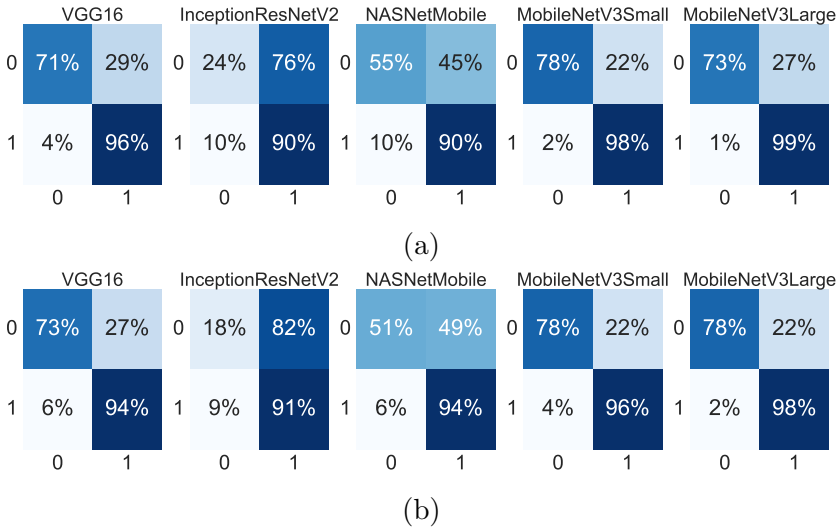 VGG16 InceptionResNetV2 NASNetMobile MobileNetV3Small MobileNetV3Large
0 71% 29% 0 24% 76% 0 55% 45% 0 78% 22% 0 73% 27%
1 4% 96% 1 10% 90% 1 10% 90% 1 2% 98% 1 1% 99%
0 1 0 1 0 1 0 1 0 1
(a)
VGG16 InceptionResNetV2 NASNetMobile MobileNetV3Small MobileNetV3Large
0 73% 27% 0 18% 82% 0 51% 49% 0 78% 22% 0 78% 22%
1 6% 94% 1 9% 91% 1 6% 94% 1 4% 96% 1 2% 98%
0 1 0 1 0 1 0 1 0 1
(b)